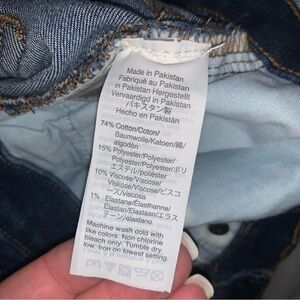 Made in Pakistan
Fabriqué au Pakistan
in Pakistan Hergestellt
Vervaardigd in Pakistan
パキスタン製
Hecho en Pakistán
74% Cotton/Coton/
Baumwolle/Katoen/綿/
algodón
15% Polyester/Polyester/
Polyester/Polyester/ポリ
エステル/poliéster
10% Viscose/Viscose/
Viskose/Viscose/ビスコ
ース/viscosa
1% Elastane/Élasthanne/
Elastan/Elastaan/エラス
テーン/elastano
Machine wash cold with
like colors. Non chlorine
bleach. Tumble dry
low. Iron on lowest setting.